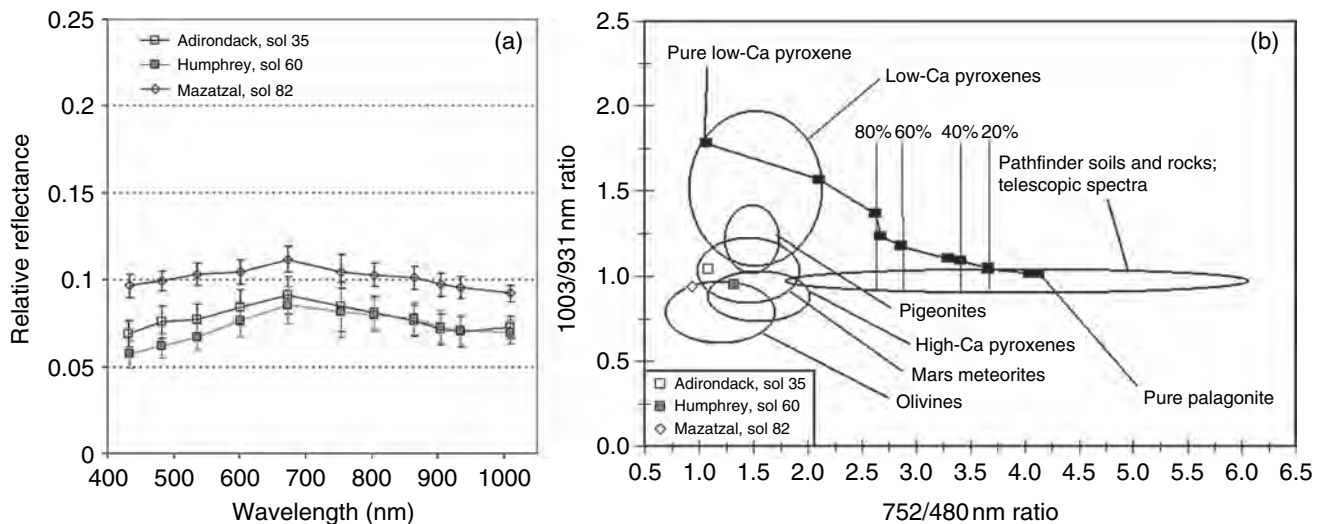 (a)
Adirondack, sol 35
Humphrey, sol 60
Mazatzal, sol 82
0.25
0.2
0.15
0.1
0.05
0
Relative reflectance
400 500 600 700 800 900 1000
Wavelength (nm)
(b)
2.5
2.0
1.5
1.0
0.5
0.0
1003/931 nm ratio
Pure low-Ca pyroxene
Low-Ca pyroxenes
80% 60% 40% 20%
Pathfinder soils and rocks;
telescopic spectra
Pigeonites
High-Ca pyroxenes
Mars meteorites
Olivines
Pure palagonite
Adirondack, sol 35
Humphrey, sol 60
Mazatzal, sol 82
0.5 1.0 1.5 2.0 2.5 3.0 3.5 4.0 4.5 5.0 5.5 6.0 6.5
752/480 nm ratio